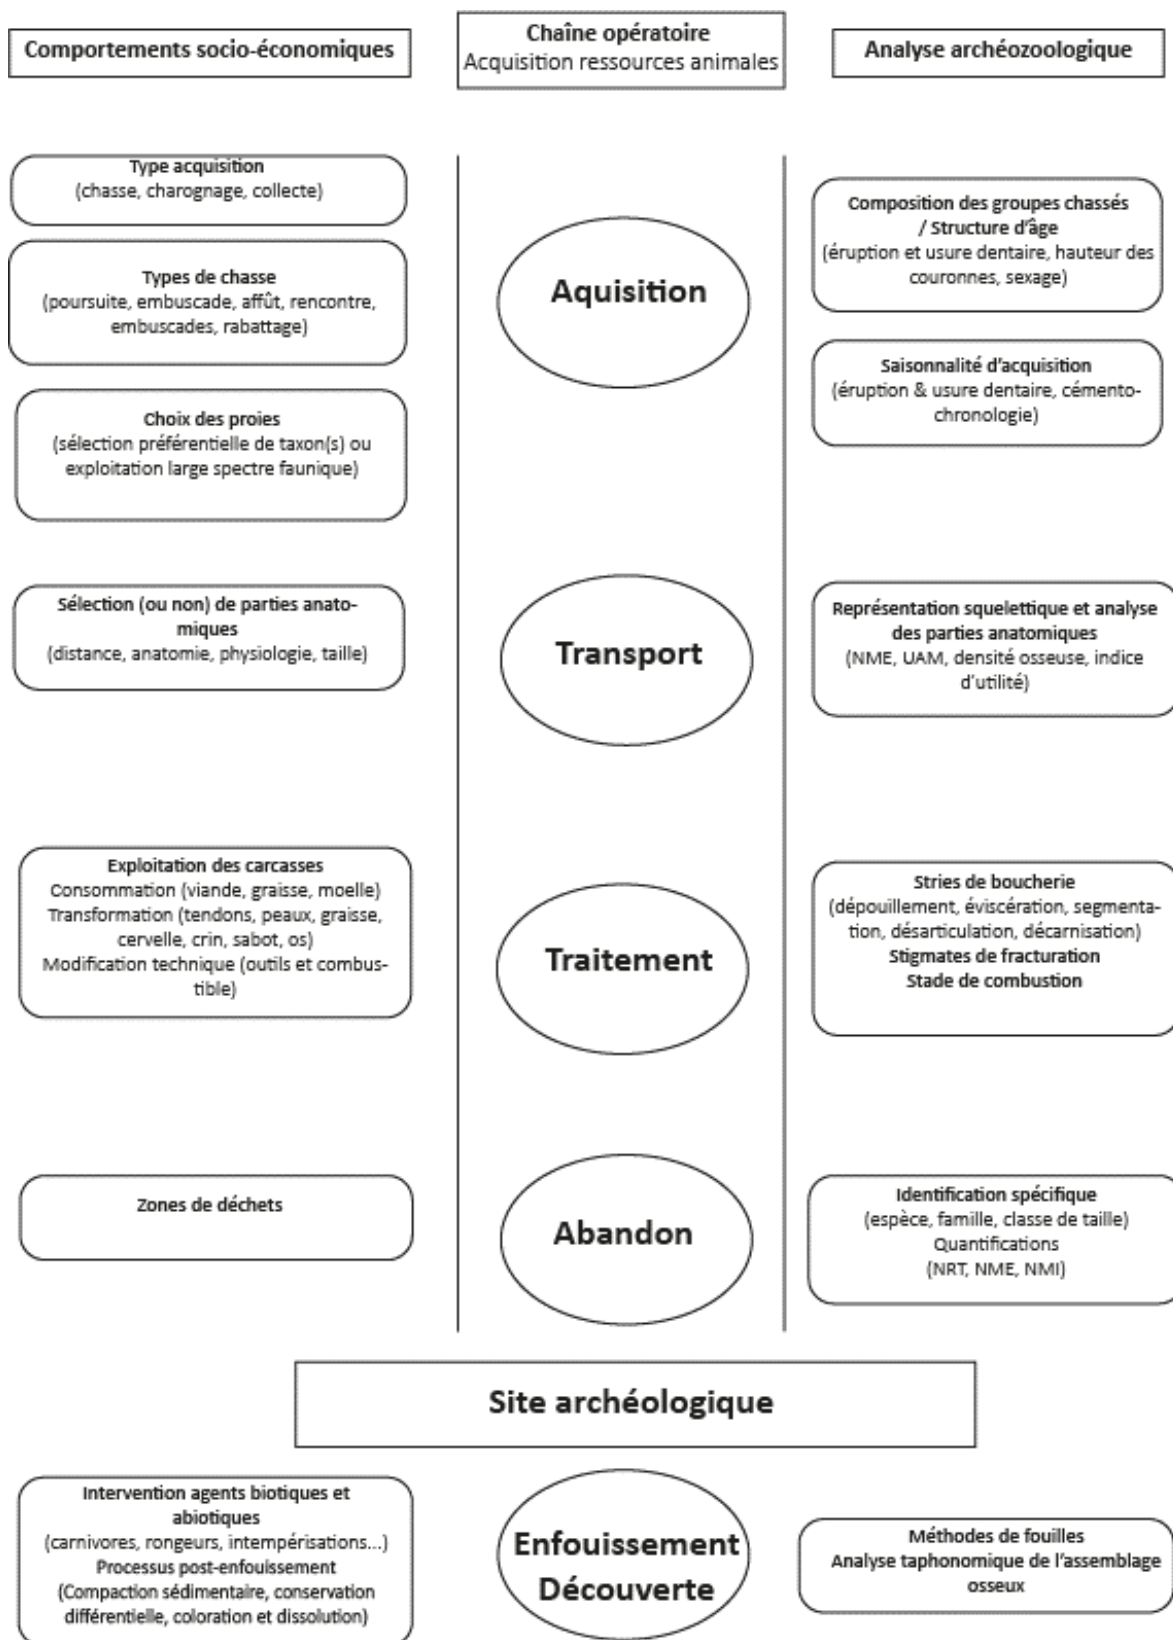 Comportements socio-économiques
Chaîne opératoire
Acquisition ressources animales
Analyse archéozoologique
Type acquisition
(chasse, charognage, collecte)
Types de chasse
(poursuite, embuscade, affût, rencontre,
embuscades, rabattage)
Choix des proies
(sélection préférentielle de taxon(s) ou
exploitation large spectre faunique)
Aquisition
Composition des groupes chassés
/ Structure d'âge
(éruption et usure dentaire, hauteur des
couronnes, sexage)
Saisonnalité d'acquisition
(éruption & usure dentaire, cémento-
chronologie)
Sélection (ou non) de parties anato-
miques
(distance, anatomie, physiologie, taille)
Transport
Représentation squelettique et analyse
des parties anatomiques
(NME, UAM, densité osseuse, indice
d'utilité)
Exploitation des carcasses
Consommation (viande, graisse, moelle)
Transformation (tendons, peaux, graisse,
cervelle, crin, sabot, os)
Modification technique (outils et combus-
tible)
Traitement
Stries de boucherie
(dépouillement, éviscération, segmenta-
tion, désarticulation, décarnisation)
Stigmates de fracturation
Stade de combustion
Zones de déchets
Abandon
Identification spécifique
(espèce, famille, classe de taille)
Quantifications
(NRT, NME, NMI)
Site archéologique
Intervention agents biotiques et
abiotiques
(carnivores, rongeurs, intempérisations...)
Processus post-enfouissement
(Compaction sédimentaire, conservation
différentielle, coloration et dissolution)
Enfouissement
Découverte
Méthodes de fouilles
Analyse taphonomique de l'assemblage
osseux